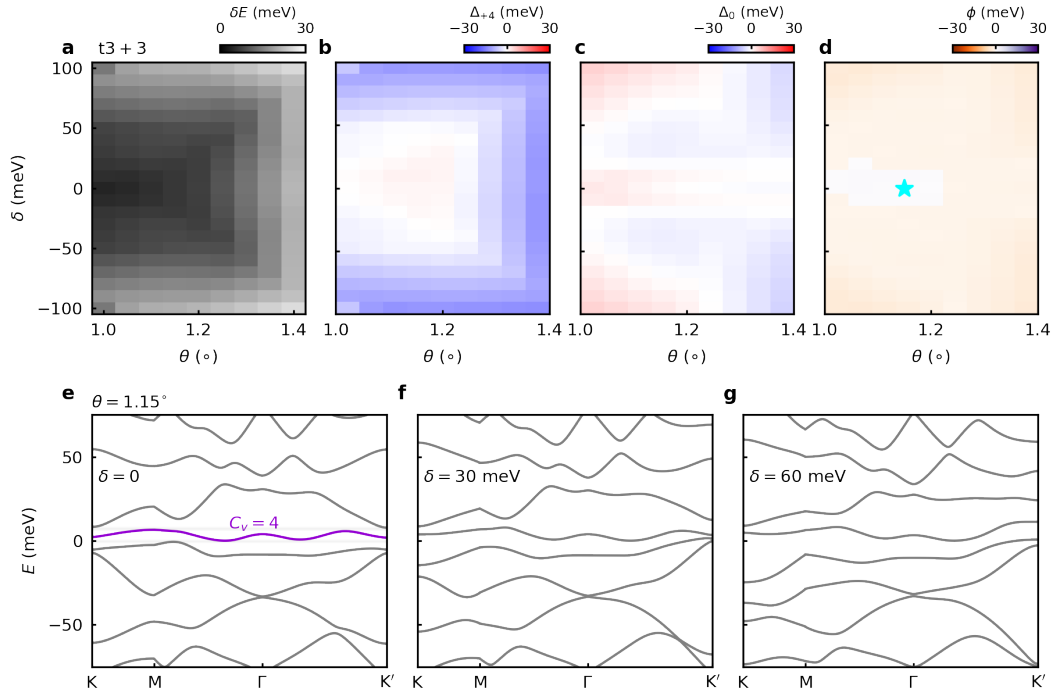 δE (meV)
0 30
Δ+4 (meV)
−30 0 30
Δ0 (meV)
−30 0 30
ϕ (meV)
−30 0 30
a t3 + 3
b
c
d
100
50
0
−50
−100
δ (meV)
1.0 1.2 1.4
1.0 1.2 1.4
1.0 1.2 1.4
1.0 1.2 1.4
θ (∘)
θ (∘)
θ (∘)
θ (∘)
e θ = 1.15∘
f
g
50
0
−50
E (meV)
δ = 0
Cv = 4
δ = 30 meV
δ = 60 meV
K M Γ K′
K M Γ K′
K M Γ K′